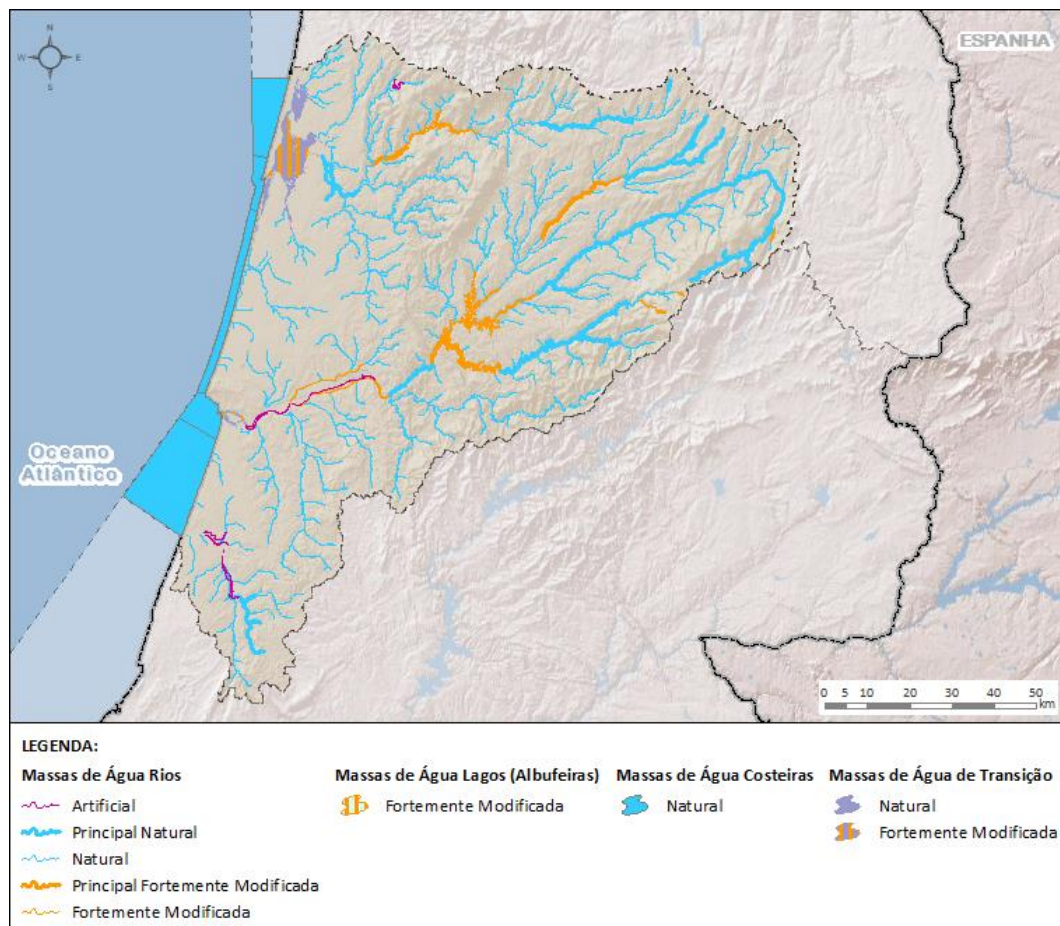 N
W
E
S
ESPANHA
Oceano
Atlântico
0 5 10 20 30 40 50
km
LEGENDA:
Massas de Água Rios
Artificial
Principal Natural
Natural
Principal Fortemente Modificada
Fortemente Modificada
Massas de Água Lagos (Albufeiras)
Fortemente Modificada
Massas de Água Costeiras
Natural
Massas de Água de Transição
Natural
Fortemente Modificada